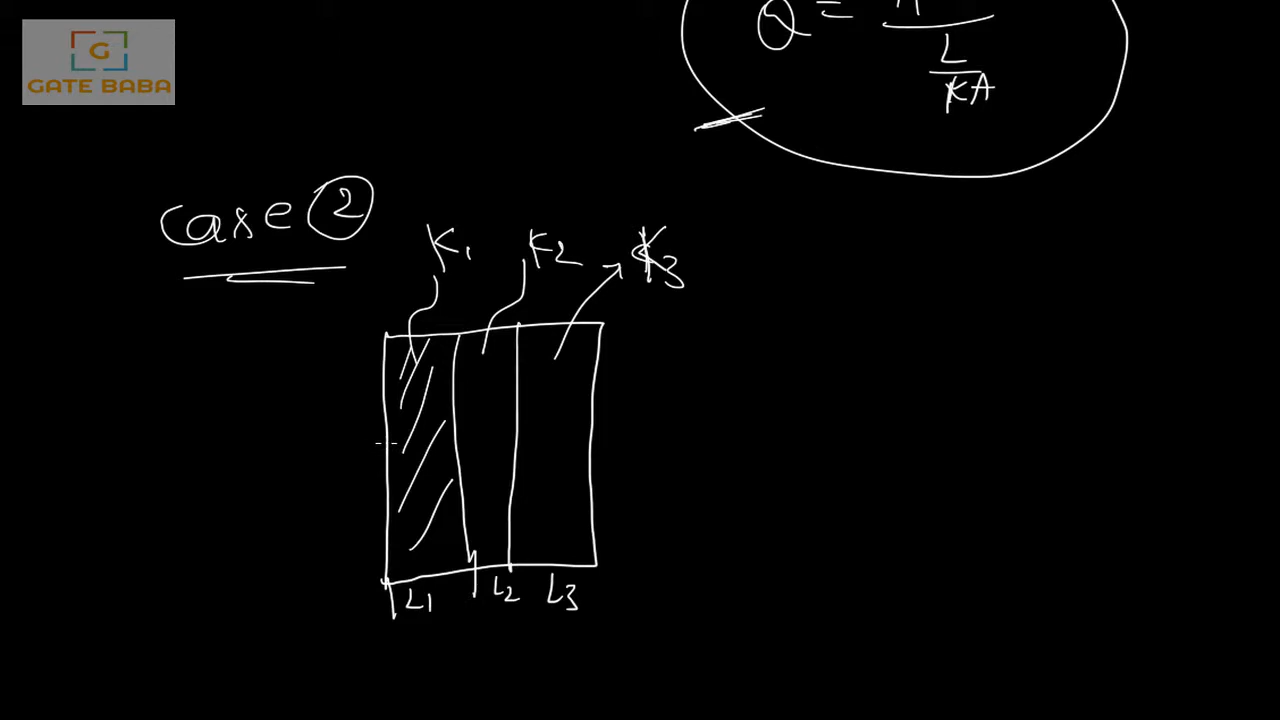 Q =
L
KA
G
GATE BABA
Case 2
K1 K2 K3
L1 L2 L3